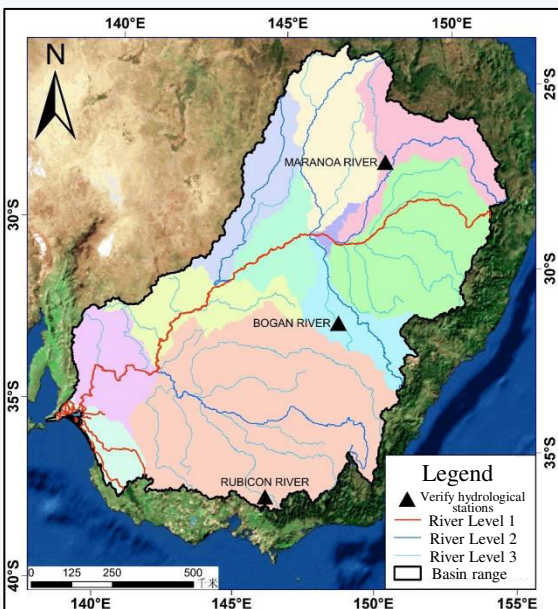 140°E 145°E 150°E
N
25°S
MARANOA RIVER
30°S
30°S
BOGAN RIVER
35°S
35°S
RUBICON RIVER
Legend
Verify hydrological
stations
River Level 1
River Level 2
River Level 3
Basin range
40°S
0 125 250 500
千米
140°E 145°E 150°E 155°E